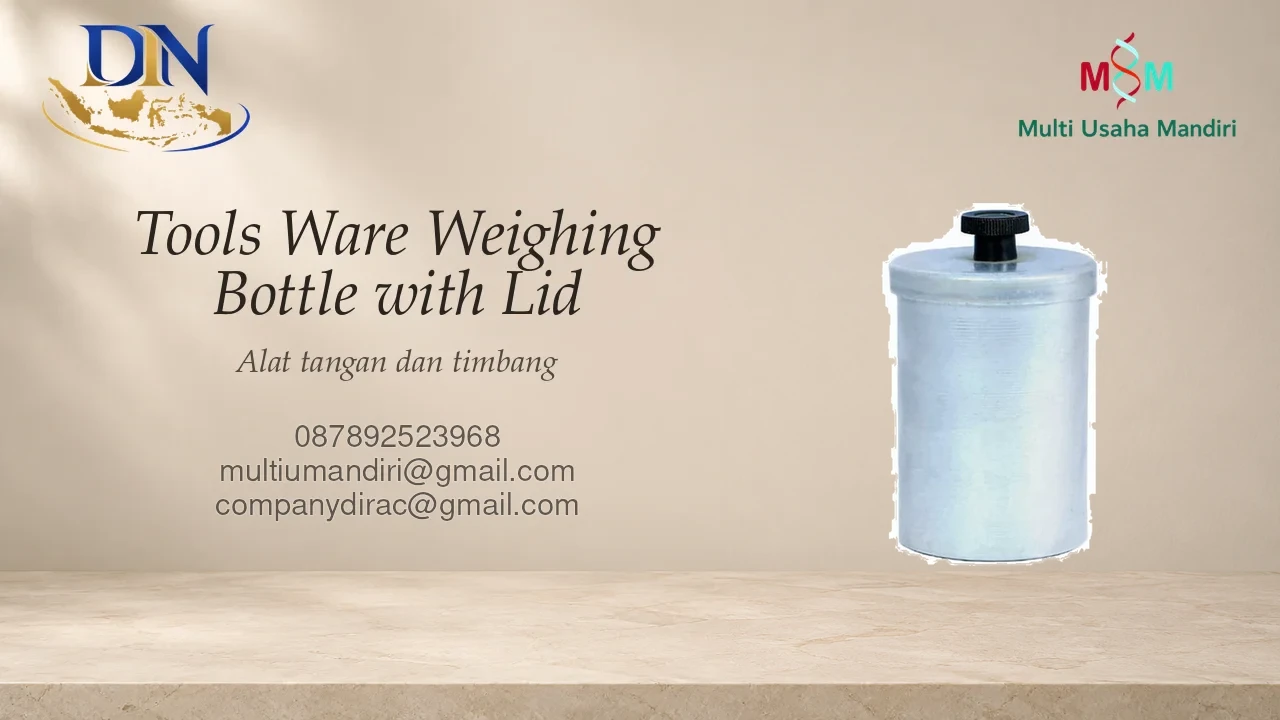 DIN
M M
Multi Usaha Mandiri
Tools Ware Weighing
Bottle with Lid
Alat tangan dan timbang
087892523968
multiumandiri@gmail.com
companydirac@gmail.com